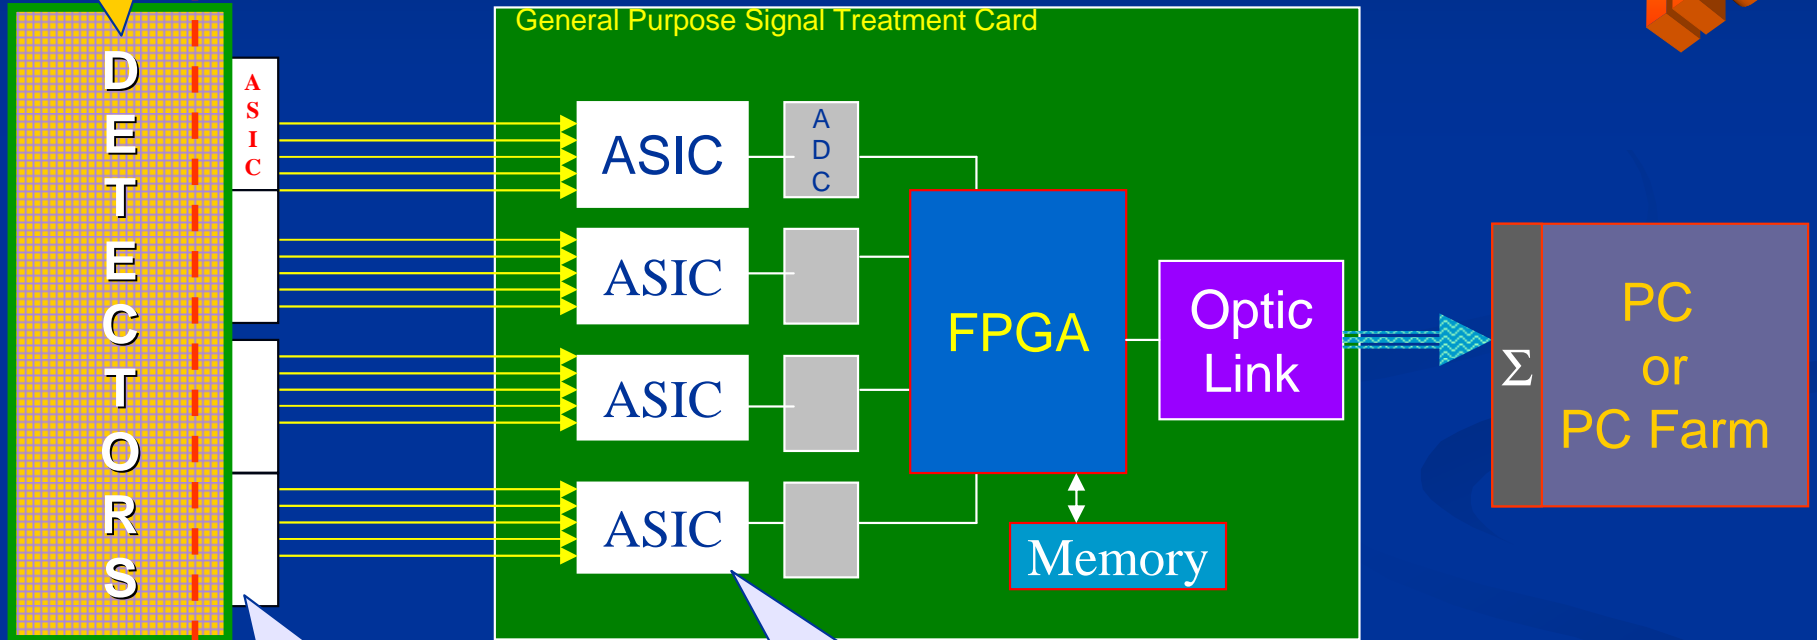 General Purpose Signal Treatment Card
DETECTORS
ASIC
ASIC
ADC
ASIC
ASIC
ASIC
FPGA
Memory
Optic
Link
Σ
PC
or
PC Farm